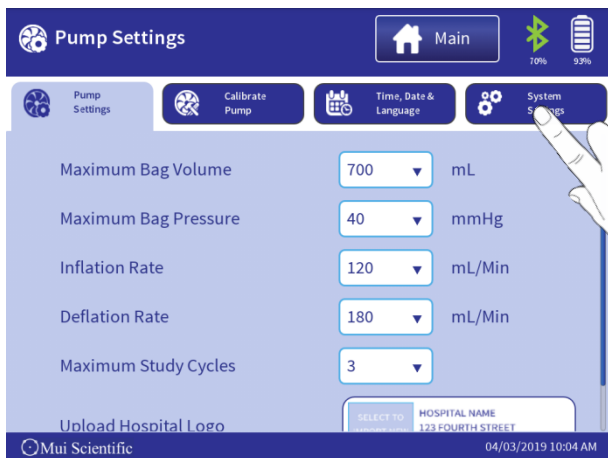 Pump Settings
Main
70%
93%
Pump
Settings
Calibrate
Pump
Time, Date &
Language
System
Maximum Bag Volume 700 mL
Maximum Bag Pressure 40 mmHg
Inflation Rate 120 mL/Min
Deflation Rate 180 mL/Min
Maximum Study Cycles 3
Upload Hospital Logo
SELECT TO
HOSPITAL NAME
123 FOURTH STREET
Mui Scientific
04/03/2019 10:04 AM